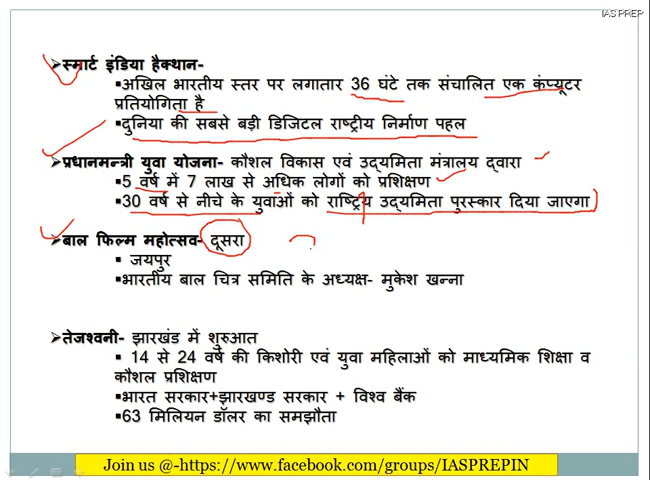 IAS PREP
➢स्मार्ट इंडिया हैक्थान-
▪अखिल भारतीय स्तर पर लगातार 36 घंटे तक संचालित एक कंप्यूटर
प्रतियोगिता है
▪दुनिया की सबसे बड़ी डिजिटल राष्ट्रीय निर्माण पहल
➢प्रधानमन्त्री युवा योजना- कौशल विकास एवं उद्यमिता मंत्रालय द्वारा
▪5 वर्ष में 7 लाख से अधिक लोगों को प्रशिक्षण
▪30 वर्ष से नीचे के युवाओं को राष्ट्रिय उद्यमिता पुरस्कार दिया जाएगा
➢बाल फिल्म महोत्सव- दूसरा
▪जयपुर
▪भारतीय बाल चित्र समिति के अध्यक्ष- मुकेश खन्ना
➢तेजश्वनी- झारखंड में शुरुआत
▪14 से 24 वर्ष की किशोरी एवं युवा महिलाओं को माध्यमिक शिक्षा व
कौशल प्रशिक्षण
▪भारत सरकार+झारखण्ड सरकार + विश्व बैंक
▪63 मिलियन डॉलर का समझौता
Join us @-https://www.facebook.com/groups/IASPREPIN